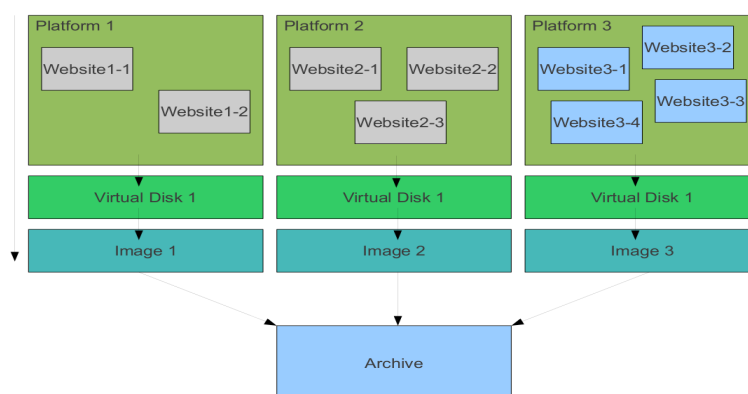 Platform 1
Website1-1
Website1-2
Platform 2
Website2-1
Website2-2
Website2-3
Platform 3
Website3-2
Website3-1
Website3-3
Website3-4
Virtual Disk 1
Virtual Disk 1
Virtual Disk 1
Image 1
Image 2
Image 3
Archive